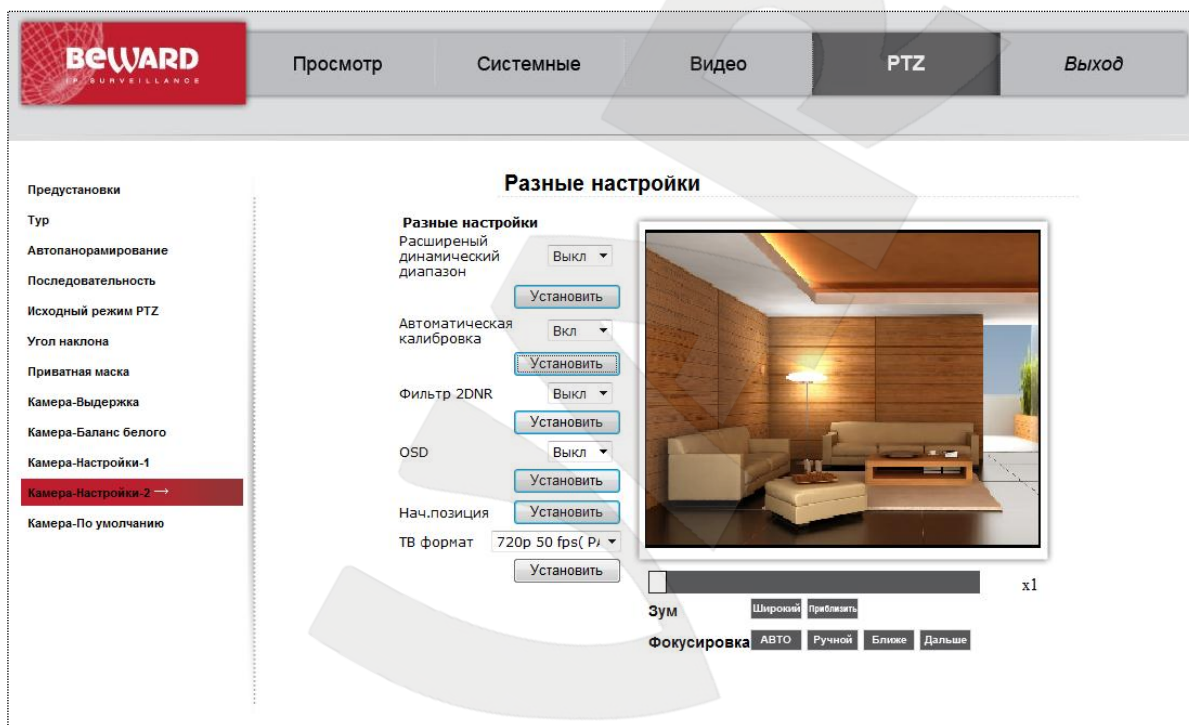 BEWARD
IP SURVEILLANCE
Просмотр
Системные
Видео
PTZ
Выход
Предустановки
Тур
Автопанорамирование
Последовательность
Исходный режим PTZ
Угол наклона
Приватная маска
Камера-Выдержка
Камера-Баланс белого
Камера-Настройки-1
Камера-Настройки-2 →
Камера-По умолчанию
Разные настройки
Разные настройки
Расширеный
динамический
диапазон
Выкл
Установить
Автоматическая
калибровка
Вкл
Установить
Фильтр 2DNR
Выкл
Установить
OSD
Выкл
Установить
Нач.позиция
Установить
ТВ формат
720p 50 fps( PA
Установить
x1
Зум
Широкий
Приблизить
Фокусировка
АВТО
Ручной
Ближе
Дальше